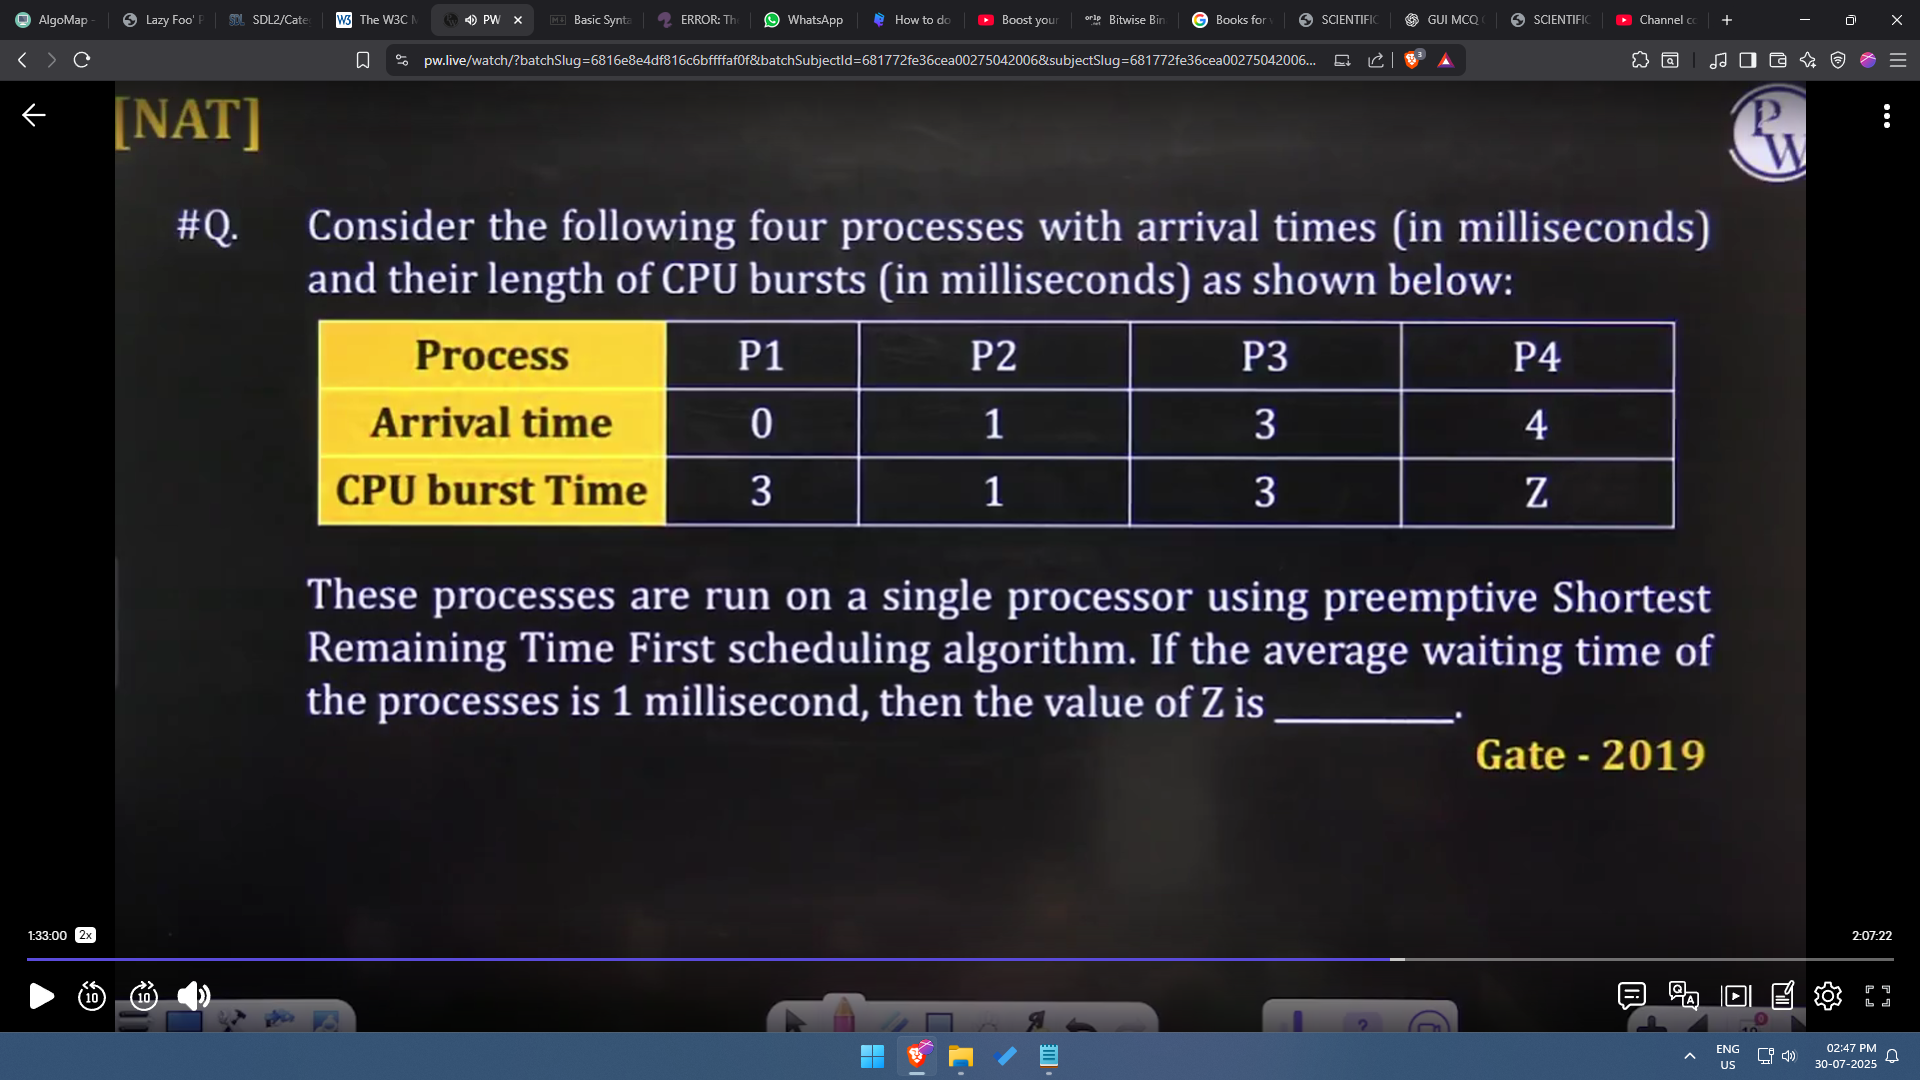 AlgoMap -
Lazy Foo' P
SDL2/Cate
The W3C M
PW
Basic Synta
ERROR: Th
WhatsApp
How to do
Boost your
Bitwise Bin
Books for
SCIENTIFIC
GUI MCQ
SCIENTIFIC
Channel co
pw.live/watch/?batchSlug=6816e8e4df816c6bffffaf0f&batchSubjectId=681772fe36cea00275042006&subjectSlug=681772fe36cea00275042006...
3
[NAT]
PW
#Q. Consider the following four processes with arrival times (in milliseconds)
and their length of CPU bursts (in milliseconds) as shown below:
Process P1 P2 P3 P4
Arrival time 0 1 3 4
CPU burst Time 3 1 3 Z
These processes are run on a single processor using preemptive Shortest
Remaining Time First scheduling algorithm. If the average waiting time of
the processes is 1 millisecond, then the value of Z is _________.
Gate - 2019
1:33:00 2x
2:07:22
10 10
ENG
US
02:47 PM
30-07-2025